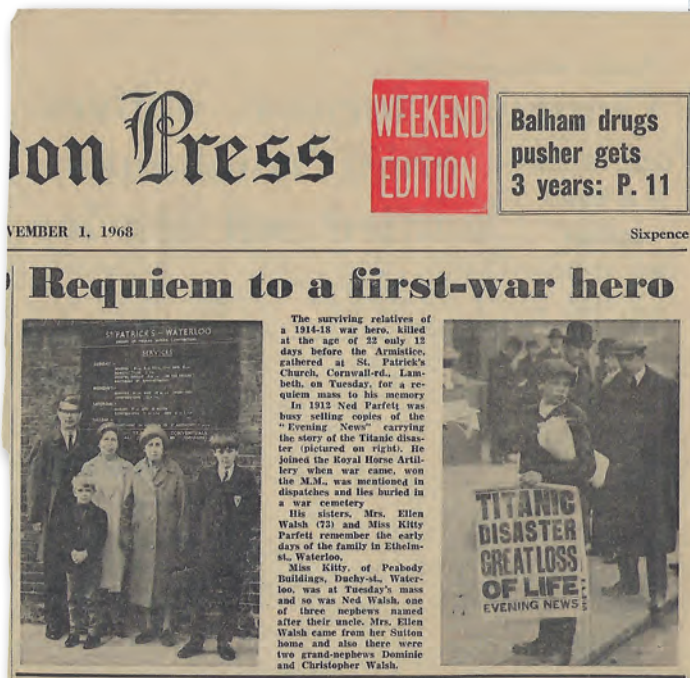 don Press
WEEKEND
EDITION
Balham drugs
pusher gets
3 years: P. 11
VEMBER 1, 1968
Sixpence
Requiem to a first-war hero
ST PATRICK'S - WATERLOO
SERVICES
The surviving relatives of
a 1914-18 war hero, killed
at the age of 22 only 12
days before the Armistice,
gathered at St. Patrick's
Church, Cornwall-rd., Lam-
beth, on Tuesday, for a re-
quiem mass to his memory
In 1912 Ned Parfett was
busy selling copies of the
"Evening News" carrying
the story of the Titanic disas-
ter (pictured on right). He
joined the Royal Horse Artil-
lery when war came, won
the M.M., was mentioned in
dispatches and lies buried in
a war cemetery
His sisters, Mrs. Ellen
Walsh (73) and Miss Kitty
Parfett remember the early
days of the family in Ethelm-
st., Waterloo.
Miss Kitty, of Peabody
Buildings, Duchy-st., Water-
loo, was at Tuesday's mass
and so was Ned Walsh, one
of three nephews named
after their uncle. Mrs. Ellen
Walsh came from her Sutton
home and also there were
two grand-nephews Dominic
and Christopher Walsh.
TITANIC
DISASTER
GREAT LOSS
OF LIFE
EVENING NEWS